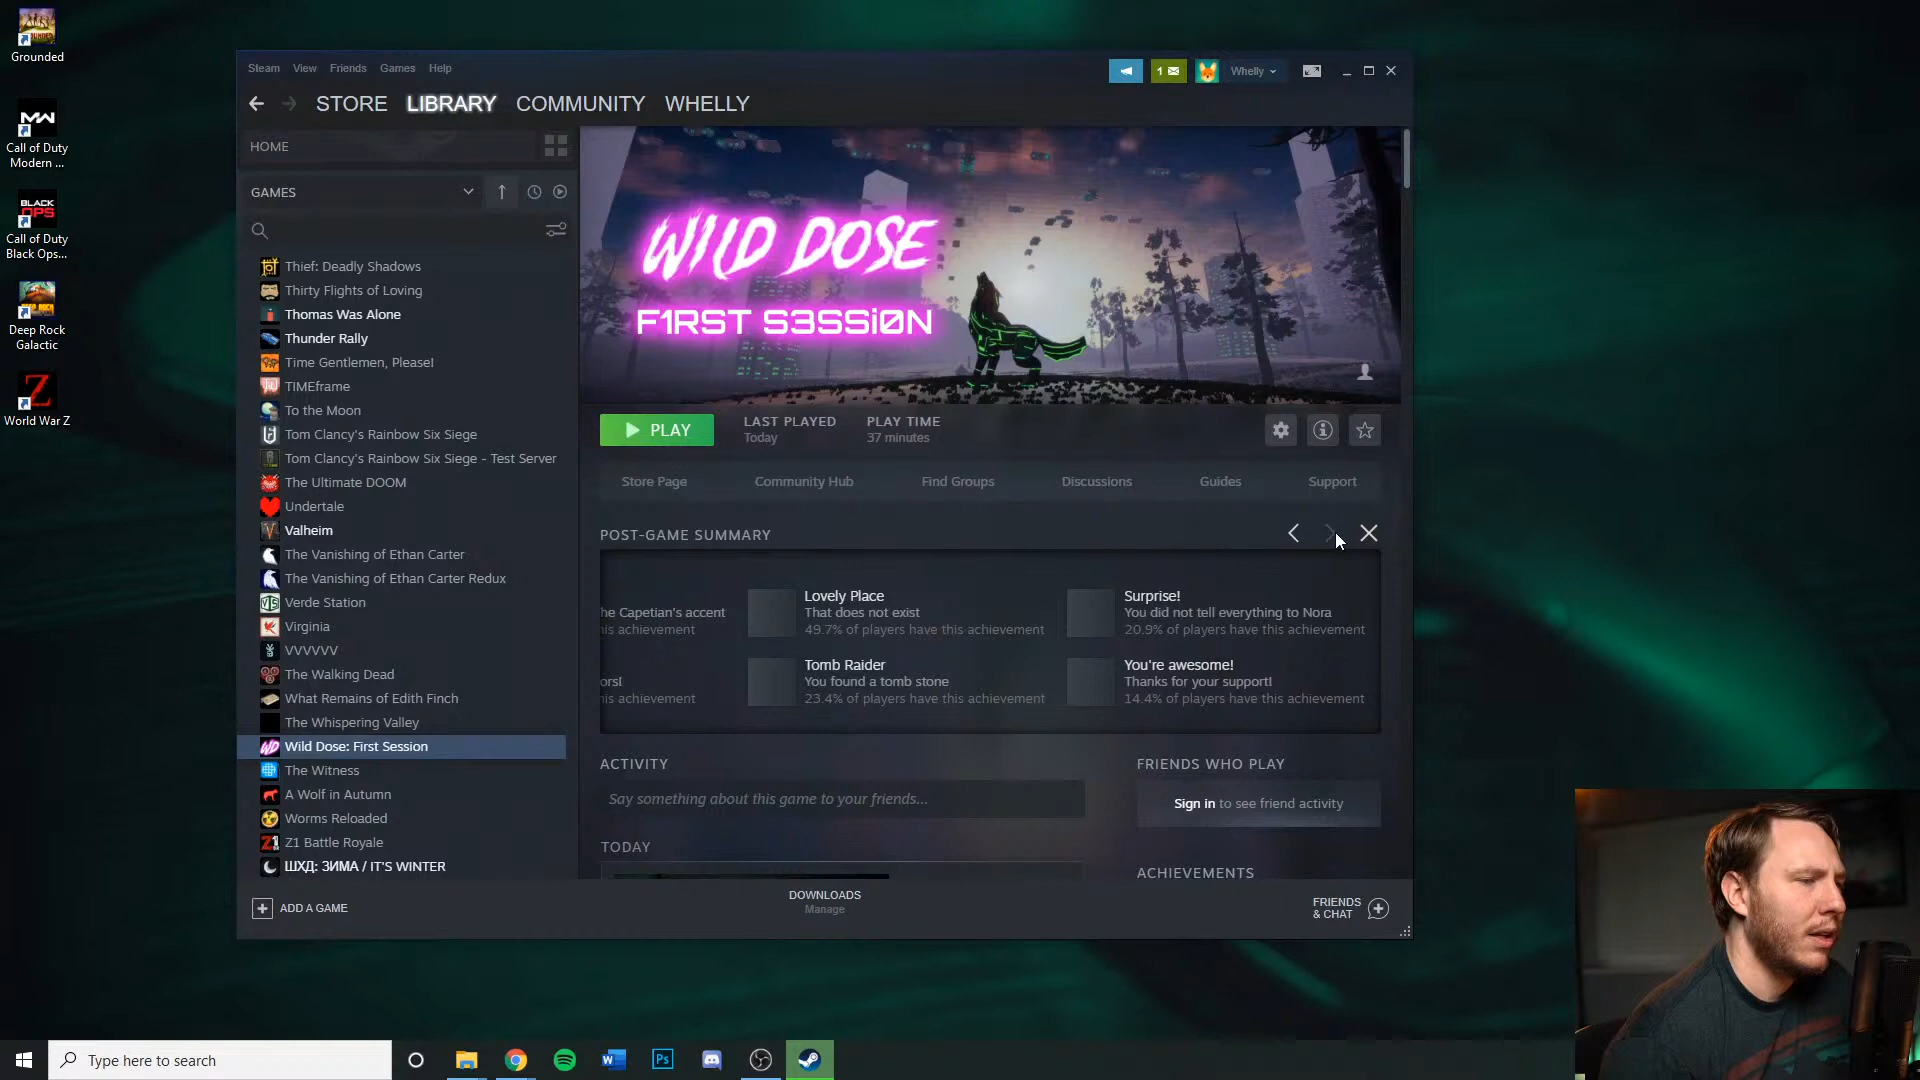 Grounded
Call of Duty
Modern ...
Call of Duty
Black Ops...
Deep Rock
Galactic
World War Z
Steam View Friends Games Help
1
Whelly
STORE LIBRARY COMMUNITY WHELLY
HOME
GAMES
Thief: Deadly Shadows
Thirty Flights of Loving
Thomas Was Alone
Thunder Rally
Time Gentlemen, Please!
TIMEframe
To the Moon
Tom Clancy's Rainbow Six Siege
Tom Clancy's Rainbow Six Siege - Test Server
The Ultimate DOOM
Undertale
Valheim
The Vanishing of Ethan Carter
The Vanishing of Ethan Carter Redux
Verde Station
Virginia
VVVVVV
The Walking Dead
What Remains of Edith Finch
The Whispering Valley
Wild Dose: First Session
The Witness
A Wolf in Autumn
Worms Reloaded
Z1 Battle Royale
ШХД: ЗИМА / IT'S WINTER
ADD A GAME
WILD DOSE
F1RST S3SSiØN
PLAY
LAST PLAYED
Today
PLAY TIME
37 minutes
Store Page Community Hub Find Groups Discussions Guides Support
POST-GAME SUMMARY
he Capetian's accent
is achievement
Lovely Place
That does not exist
49.7% of players have this achievement
Surprise!
You did not tell everything to Nora
20.9% of players have this achievement
ors!
is achievement
Tomb Raider
You found a tomb stone
23.4% of players have this achievement
You're awesome!
Thanks for your support!
14.4% of players have this achievement
ACTIVITY
Say something about this game to your friends...
FRIENDS WHO PLAY
Sign in to see friend activity
TODAY
ACHIEVEMENTS
DOWNLOADS
Manage
FRIENDS
& CHAT
Type here to search